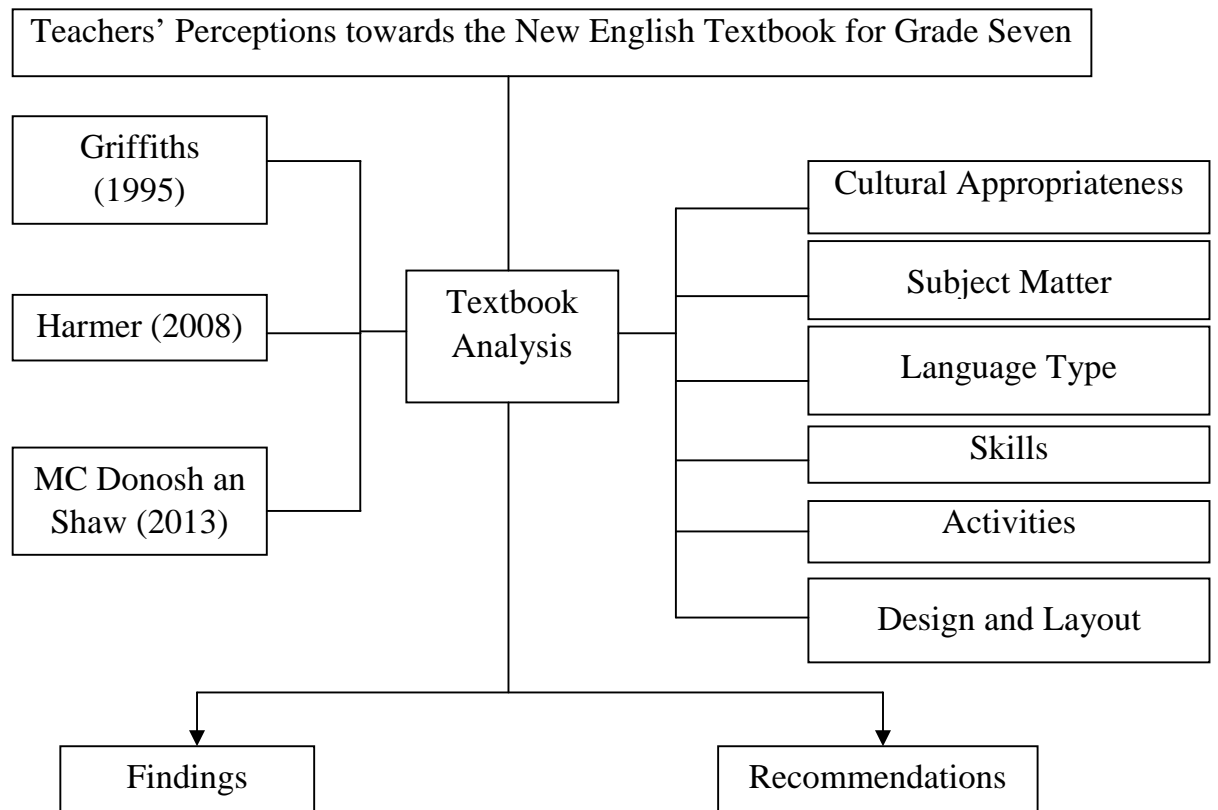 Teachers’ Perceptions towards the New English Textbook for Grade Seven
Griffiths
(1995)
Harmer (2008)
MC Donosh an
Shaw (2013)
Textbook
Analysis
Cultural Appropriateness
Subject Matter
Language Type
Skills
Activities
Design and Layout
Findings
Recommendations